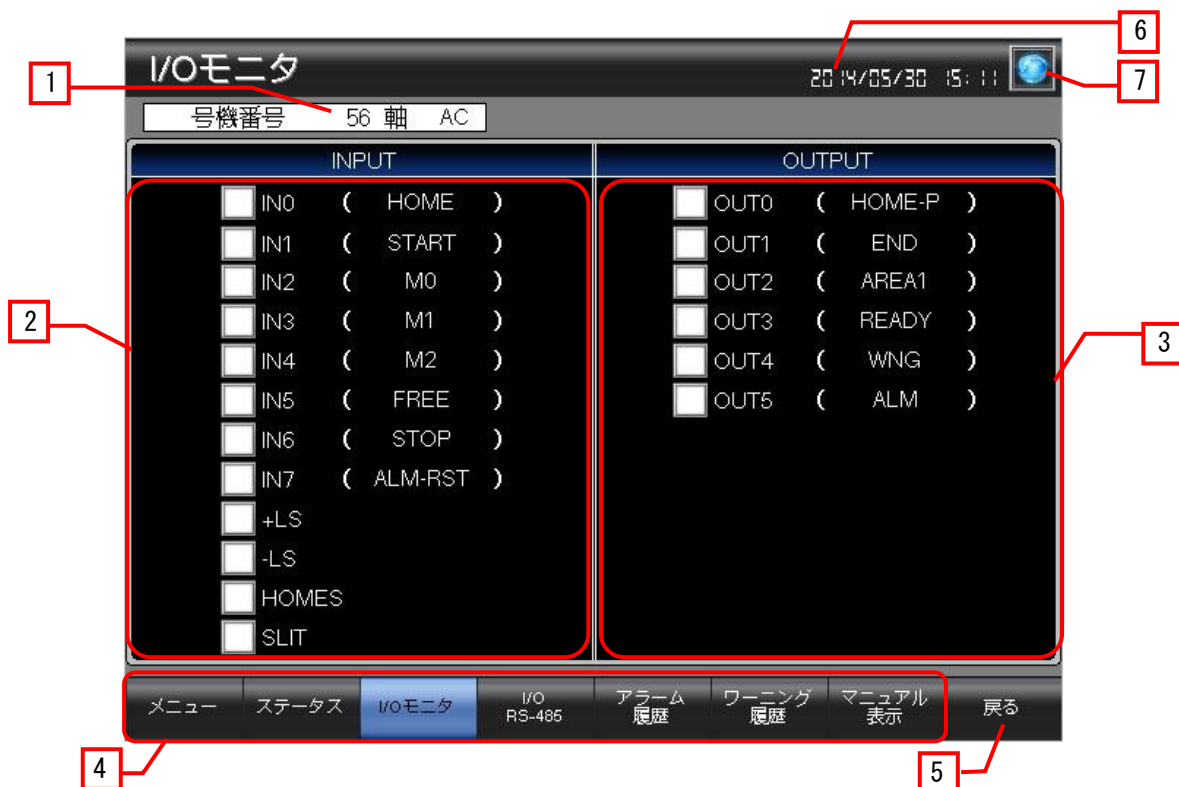 6
I/Oモニタ
2014/05/30 15:11
7
1
号機番号 56 軸 AC
INPUT
OUTPUT
IN0 ( HOME )
OUT0 ( HOME-P )
IN1 ( START )
OUT1 ( END )
IN2 ( M0 )
OUT2 ( AREA1 )
2
IN3 ( M1 )
OUT3 ( READY )
3
IN4 ( M2 )
OUT4 ( WNG )
IN5 ( FREE )
OUT5 ( ALM )
IN6 ( STOP )
IN7 ( ALM-RST )
+LS
-LS
HOMES
SLIT
メニュー
ステータス
I/Oモニタ
I/O
RS-485
アラーム
履歴
ワーニング
履歴
マニュアル
表示
戻る
4
5